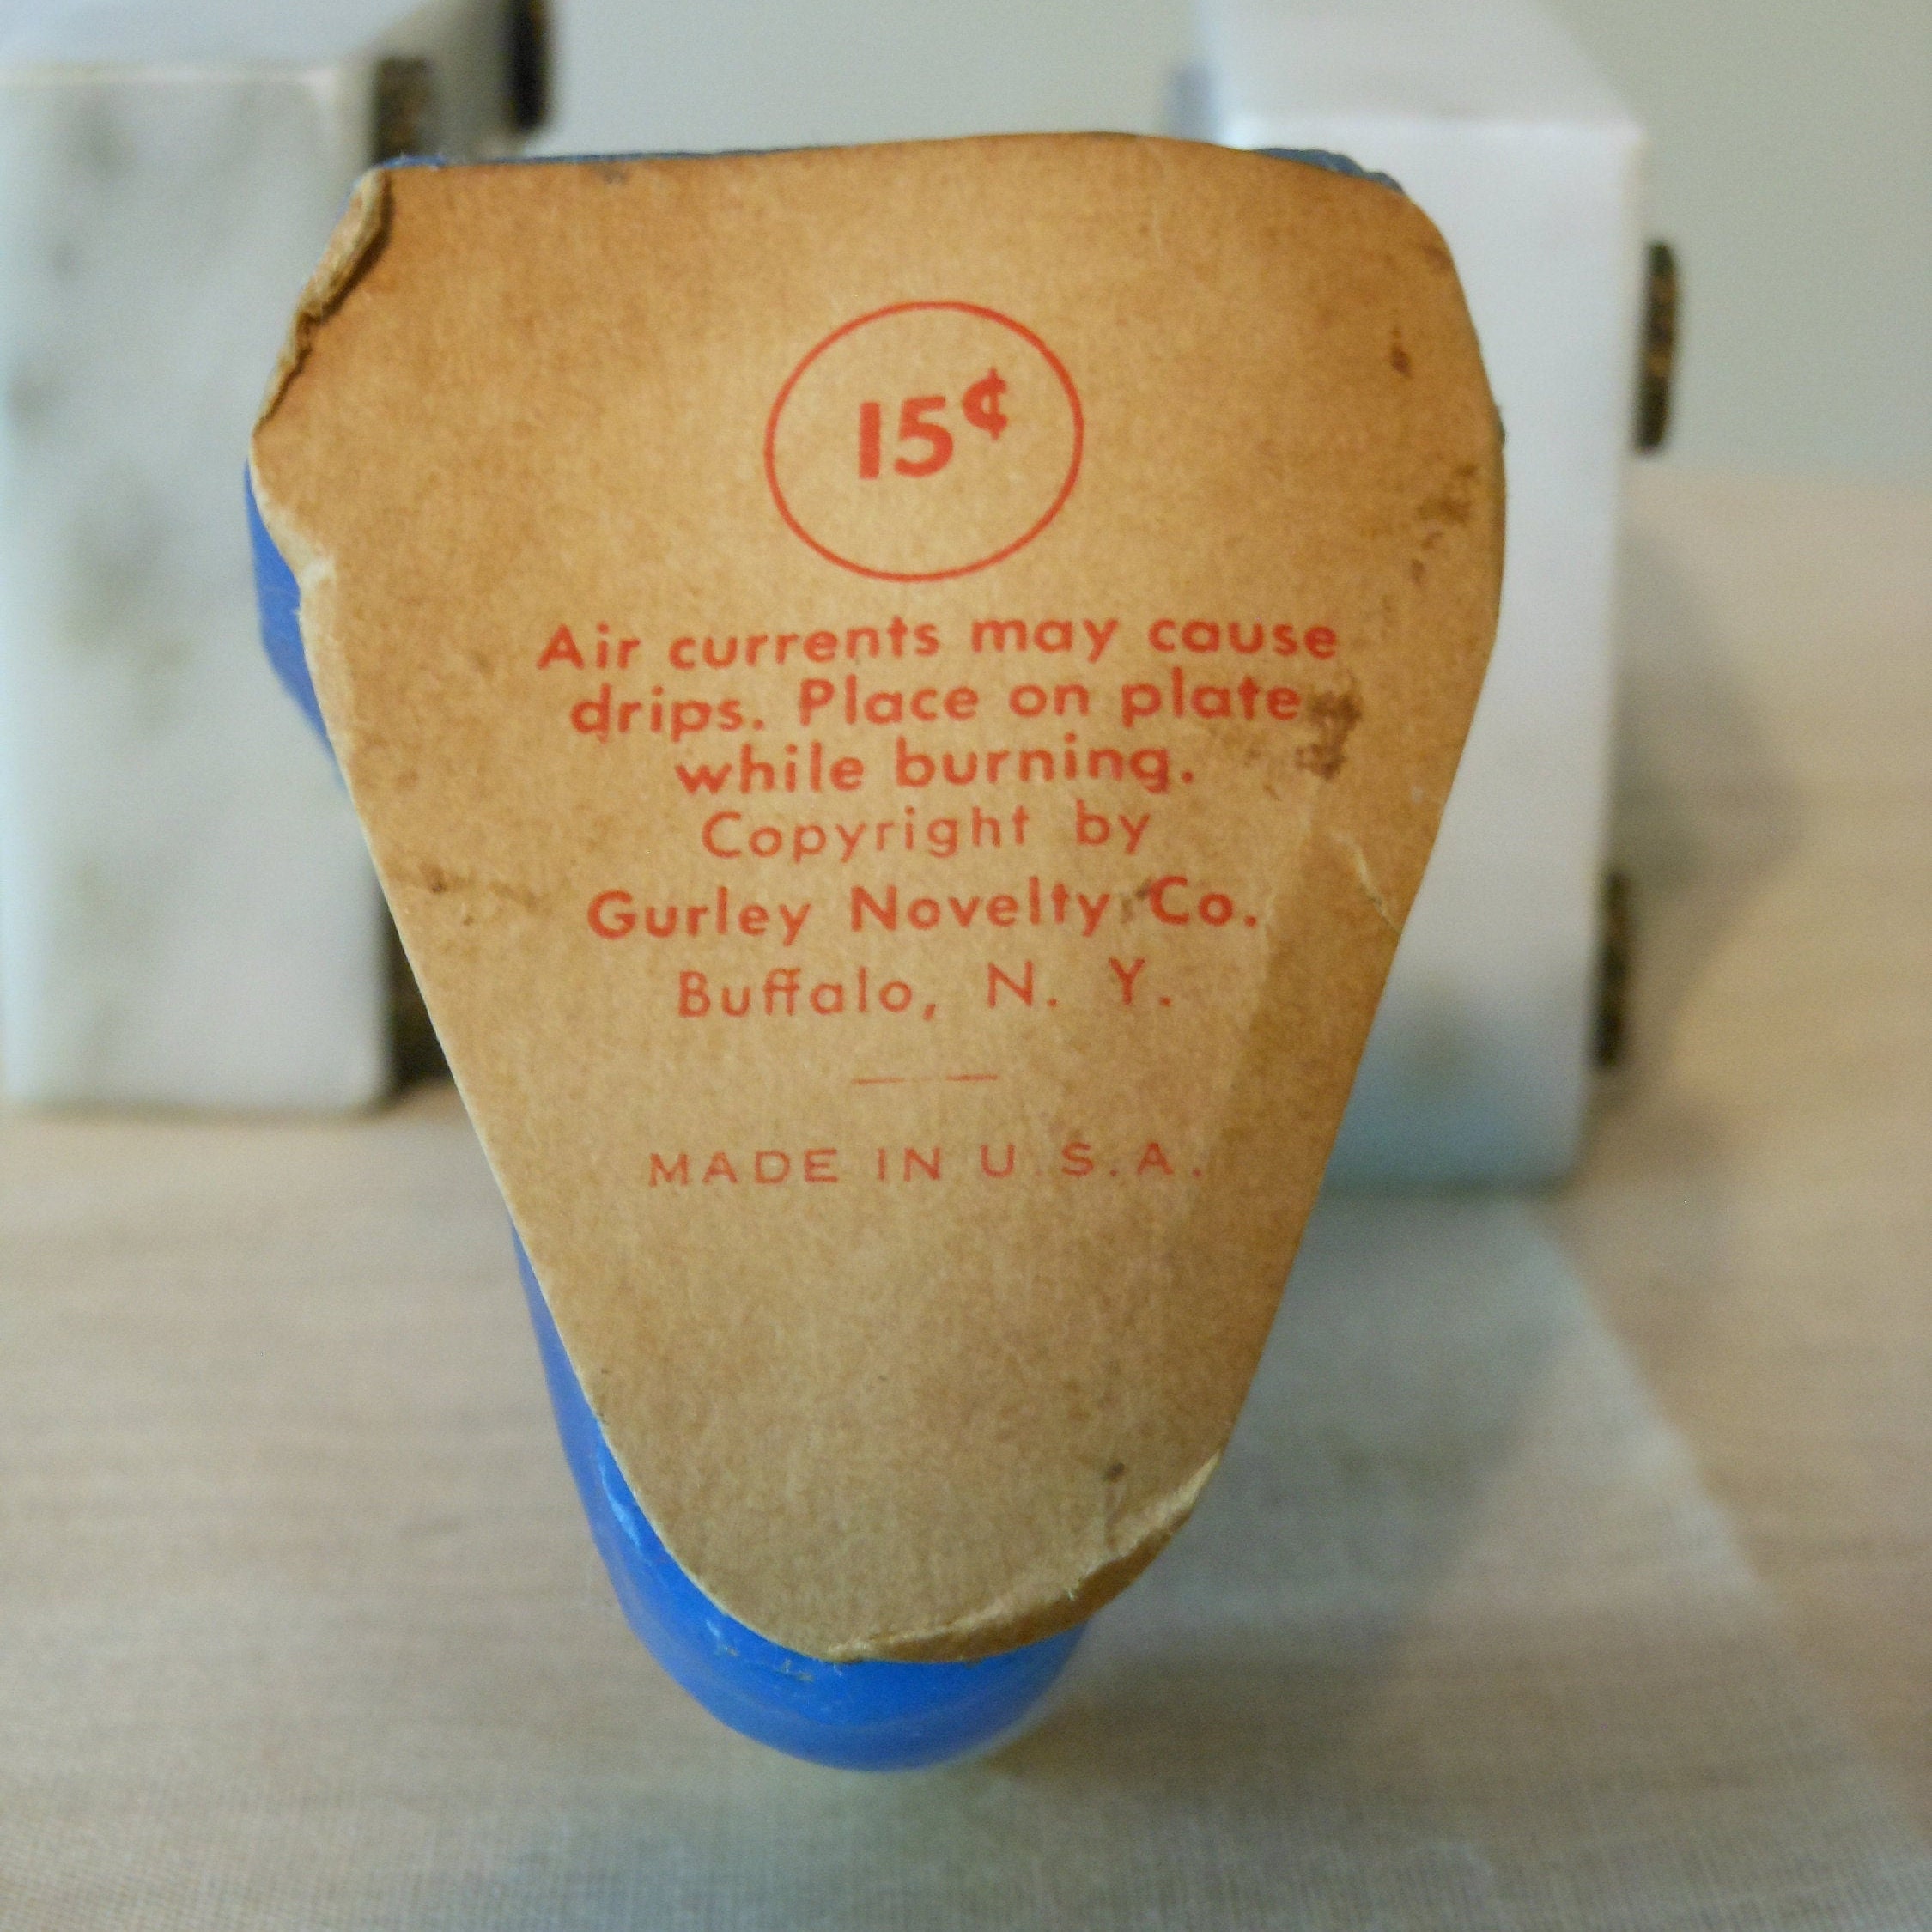 15¢
Air currents may cause
drips. Place on plate
while burning.
Copyright by
Gurley Novelty Co.
Buffalo, N. Y.
MADE IN U.S.A.